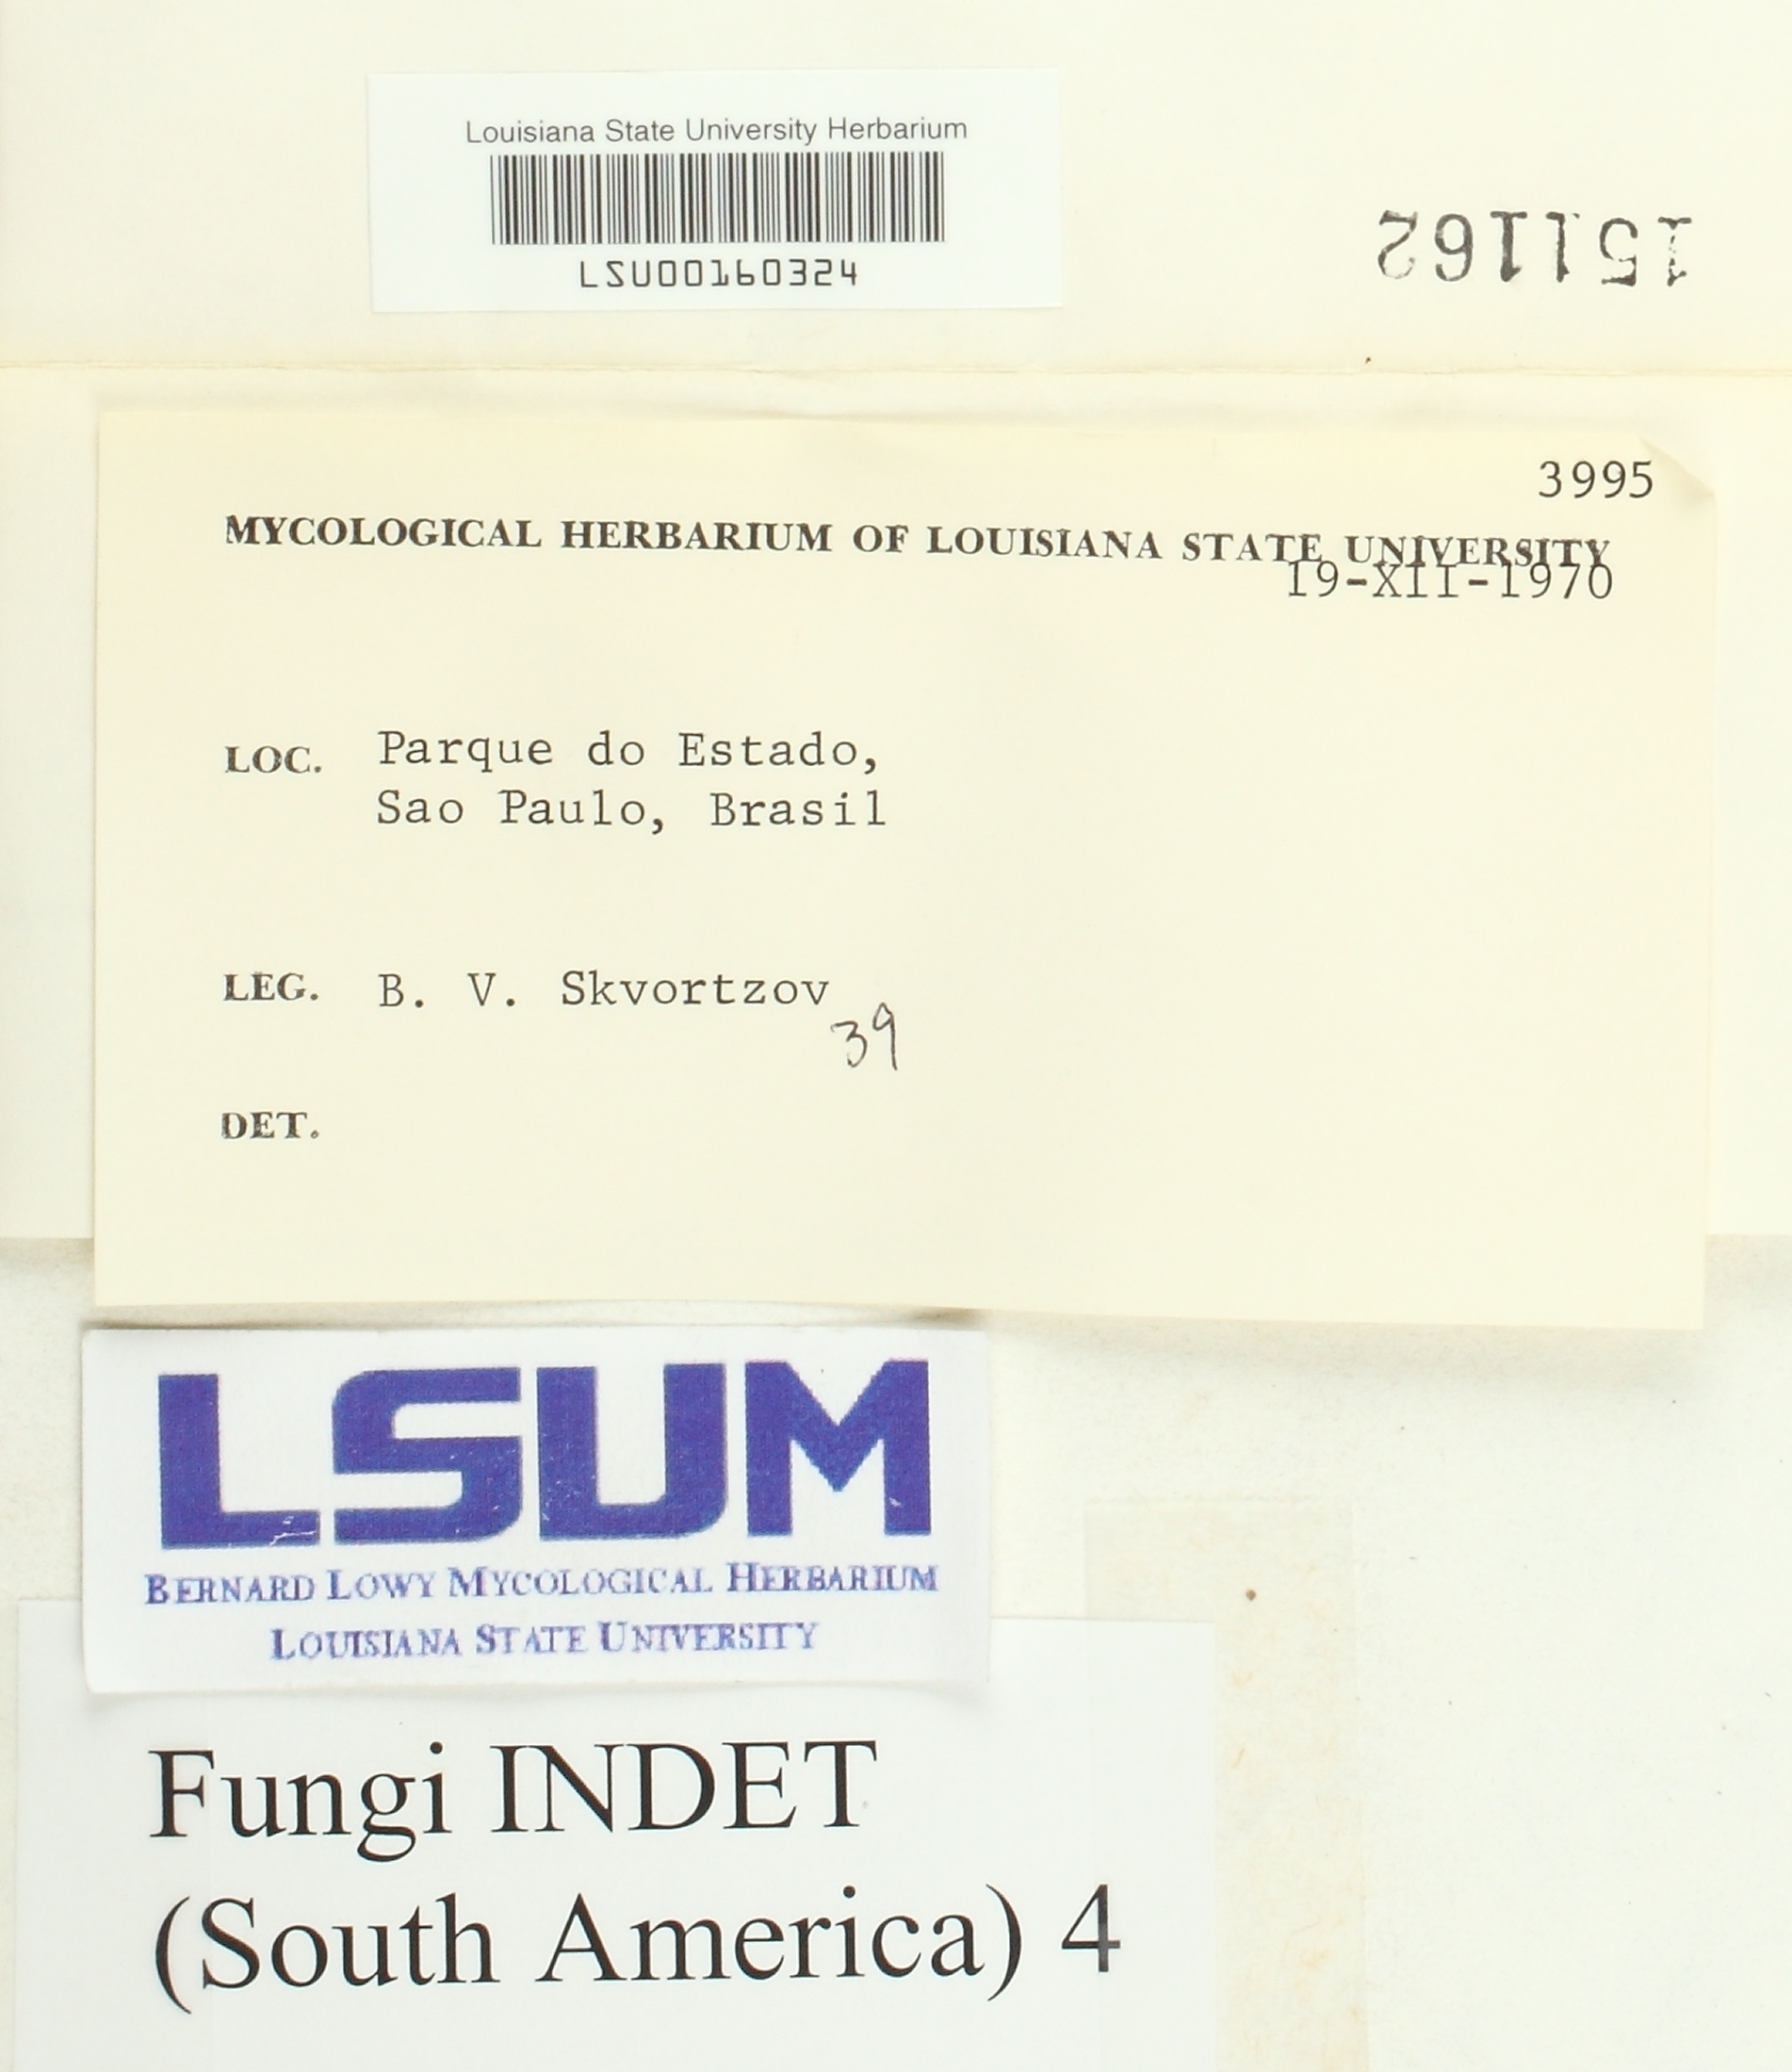 Louisiana State University Herbarium
LSU00160324
151162
3995
MYCOLOGICAL HERBARIUM OF LOUISIANA STATE UNIVERSITY
19-XII-1970
LOC. Parque do Estado,
Sao Paulo, Brasil
LEG. B. V. Skvortzov
39
DET.
LSUM
BERNARD LOWY MYCOLOGICAL HERBARIUM
LOUISIANA STATE UNIVERSITY
Fungi INDET
(South America) 4